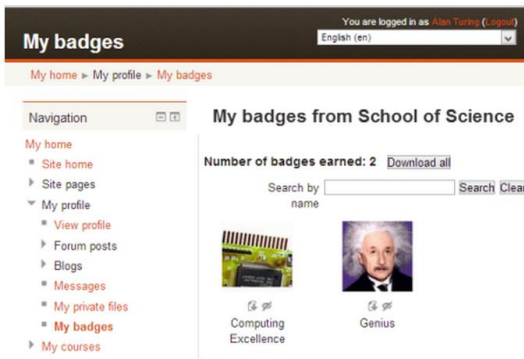 You are logged in as Alan Turing (Logout)
My badges
English (en)
My home ► My profile ► My badges
Navigation
My home
Site home
Site pages
My profile
View profile
Forum posts
Blogs
Messages
My private files
My badges
My courses
My badges from School of Science
Number of badges earned: 2 Download all
Search by name Search Clear
Computing
Excellence
Genius